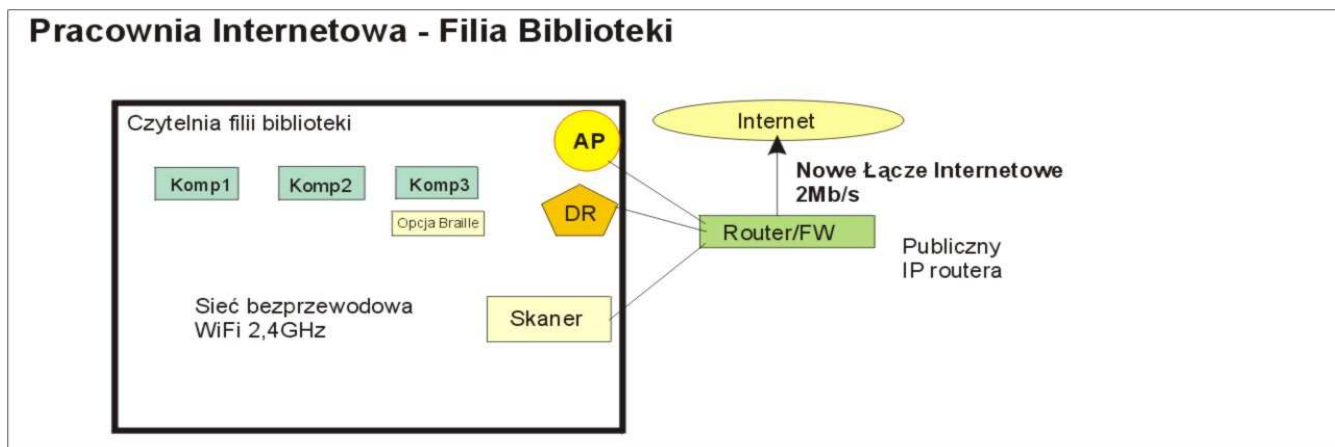 Pracownia Internetowa - Filia Biblioteki
Czytelnia filii biblioteki
AP
Internet
Komp1
Komp2
Komp3
Nowe Łącze Internetowe
2Mb/s
Opcja Braille
DR
Router/FW
Publiczny
IP routera
Sieć bezprzewodowa
WiFi 2,4GHz
Skaner